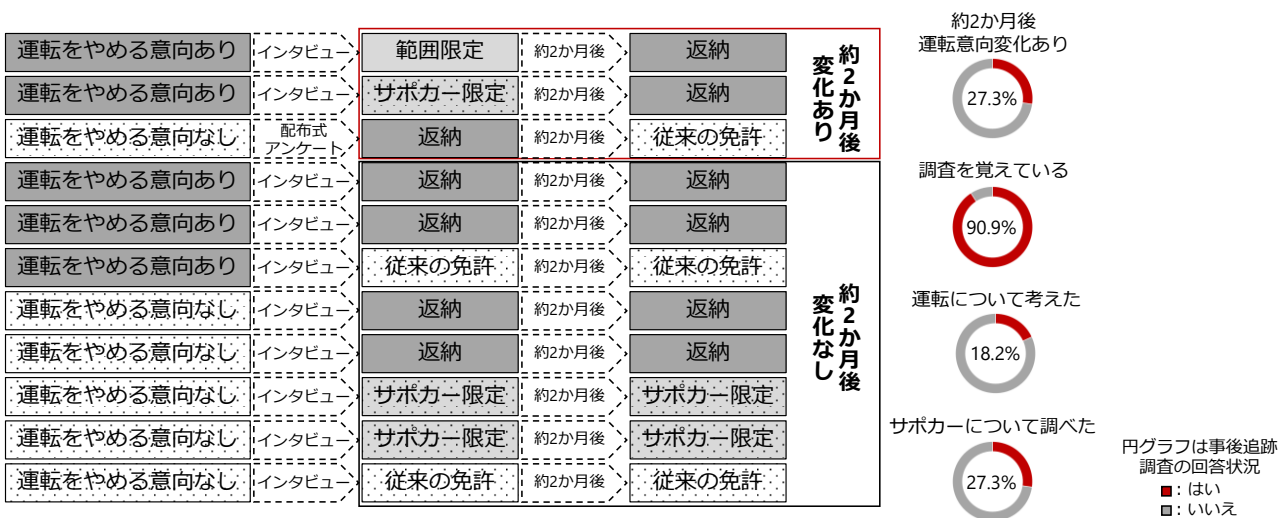 運転をやめる意向あり インタビュー 範囲限定 約2か月後 返納
運転をやめる意向あり インタビュー サポカー限定 約2か月後 返納
運転をやめる意向なし 配布式 アンケート 返納 約2か月後 従来の免許
約2か月後
変化あり
運転をやめる意向あり インタビュー 返納 約2か月後 返納
運転をやめる意向あり インタビュー 返納 約2か月後 返納
運転をやめる意向あり インタビュー 従来の免許 約2か月後 従来の免許
運転をやめる意向なし インタビュー 返納 約2か月後 返納
運転をやめる意向なし インタビュー 返納 約2か月後 返納
運転をやめる意向なし インタビュー サポカー限定 約2か月後 サポカー限定
運転をやめる意向なし インタビュー サポカー限定 約2か月後 サポカー限定
運転をやめる意向なし インタビュー 従来の免許 約2か月後 従来の免許
約2か月後
変化なし
約2か月後
運転意向変化あり
27.3%
調査を覚えている
90.9%
運転について考えた
18.2%
サポカーについて調べた
27.3%
円グラフは事後追跡
調査の回答状況
■：はい
■：いいえ